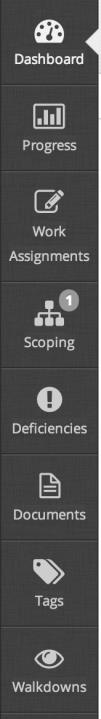 Dashboard
Progress
Work
Assignments
1
Scoping
Deficiencies
Documents
Tags
Walkdowns